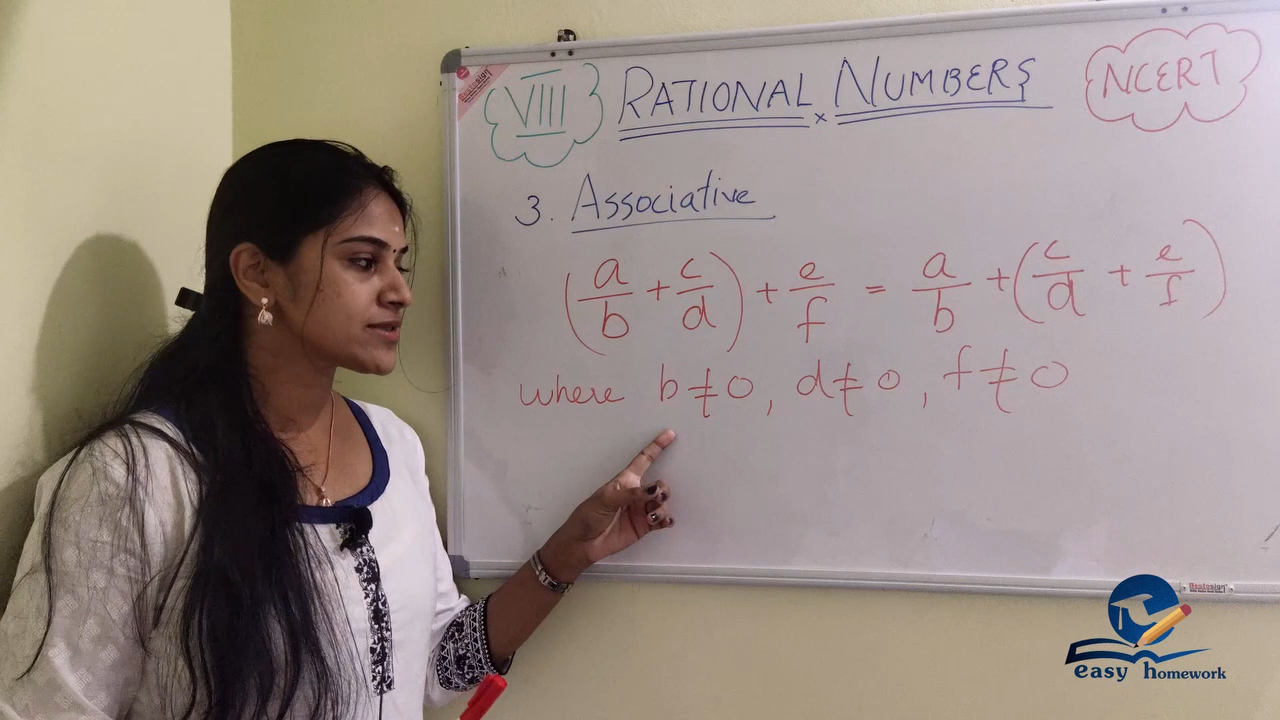 VIII RATIONAL NUMBERS NCERT
3. Associative
(a/b + c/d) + e/f = a/b + (c/d + e/f)
where b≠0, d≠0, f≠0
easy homework